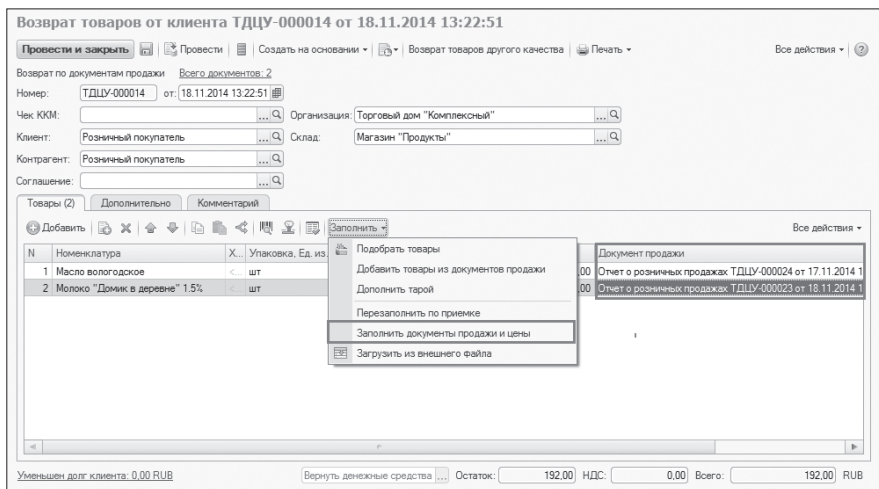 Возврат товаров от клиента ТДЦУ-000014 от 18.11.2014 13:22:51
Провести и закрыть Провести Создать на основании Возврат товаров другого качества Печать Все действия
Возврат по документам продажи Всего документов: 2
Номер: ТДЦУ-000014 от: 18.11.2014 13:22:51
Чек ККМ: ... Организация: Торговый дом "Комплексный" ...
Клиент: Розничный покупатель ... Склад: Магазин "Продукты" ...
Контрагент: Розничный покупатель ...
Соглашение: ...
Товары (2) Дополнительно Комментарий
Добавить Заполнить Все действия
N Номенклатура Х... Упаковка, Ед. из. Документ продажи
1 Масло вологодское <... шт ,00 Отчет о розничных продажах ТДЦУ-000024 от 17.11.2014 1
2 Молоко "Домик в деревне" 1.5% <... шт ,00 Отчет о розничных продажах ТДЦУ-000023 от 18.11.2014 1
Подобрать товары
Добавить товары из документов продажи
Дополнить тарой
Перезаполнить по приемке
Заполнить документы продажи и цены
Загрузить из внешнего файла
Уменьшен долг клиента: 0,00 RUB Вернуть денежные средства ... Остаток: 192,00 НДС: 0,00 Всего: 192,00 RUB